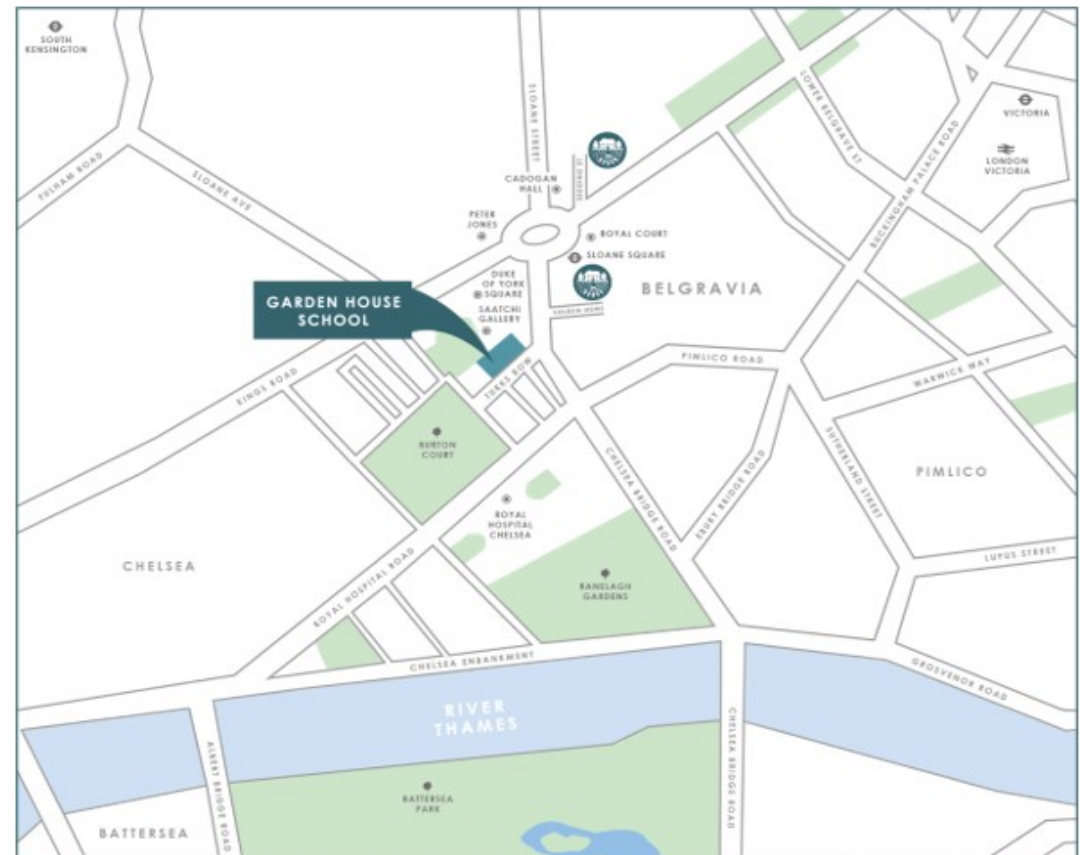 SOUTH
KENSINGTON
FULHAM ROAD
SLOANE AVE
SLOANE STREET
LOWER BELGRAVE ST
BUCKINGHAM PALACE ROAD
VICTORIA
LONDON
VICTORIA
CADOGAN
HALL
PETER
JONES
ROYAL COURT
SLOANE SQUARE
DUKE
OF YORK
SQUARE
SAATCHI
GALLERY
BELGRAVIA
GARDEN HOUSE
SCHOOL
TURKS ROW
KINGS ROAD
PIMLICO ROAD
WARWICK WAY
BURTON
COURT
CHELSEA BRIDGE ROAD
EBURY BRIDGE ROAD
SUTHERLAND STREET
PIMLICO
ROYAL
HOSPITAL
CHELSEA
LUPUS STREET
CHELSEA
ROYAL HOSPITAL ROAD
RANELAGH
GARDENS
CHELSEA EMBANKMENT
GROSVENOR ROAD
RIVER
THAMES
ALBERT BRIDGE ROAD
CHELSEA BRIDGE ROAD
BATTERSEA
PARK
BATTERSEA